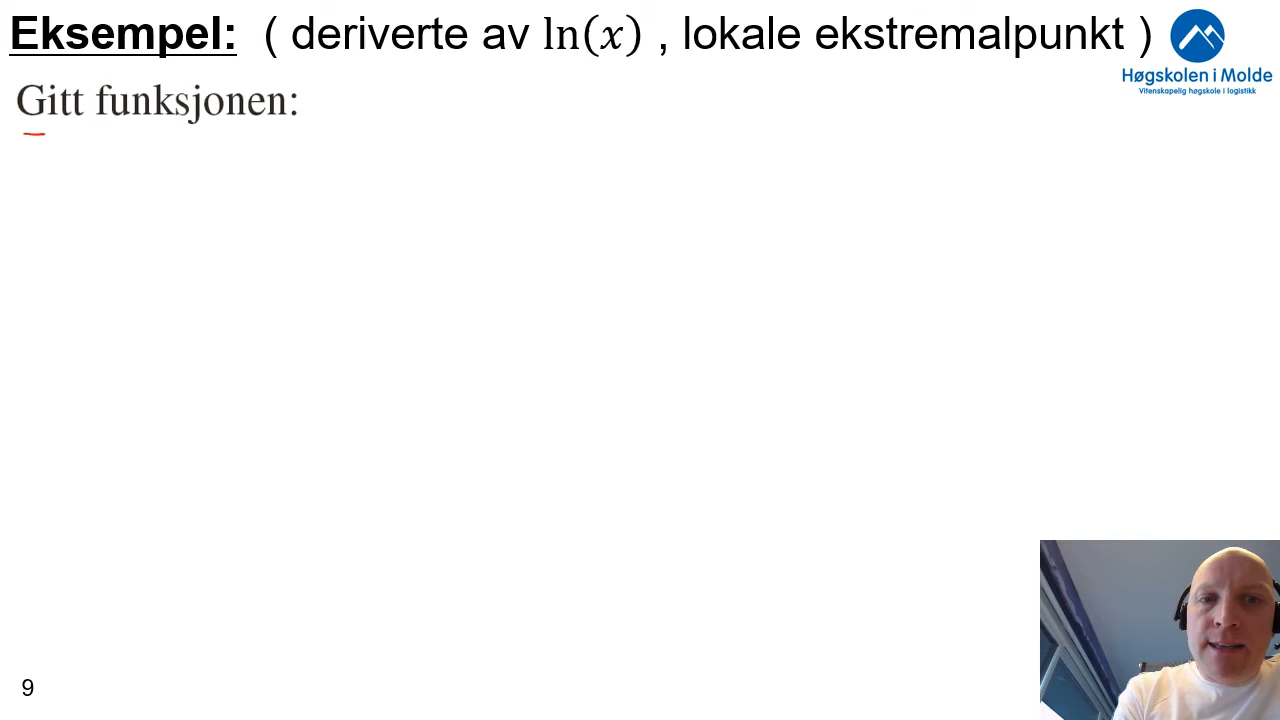 Eksempel: ( deriverte av ln(x) , lokale ekstremalpunkt )
Høgskolen i Molde
Vitenskapelig høgskole i logistikk
Gitt funksjonen:
9